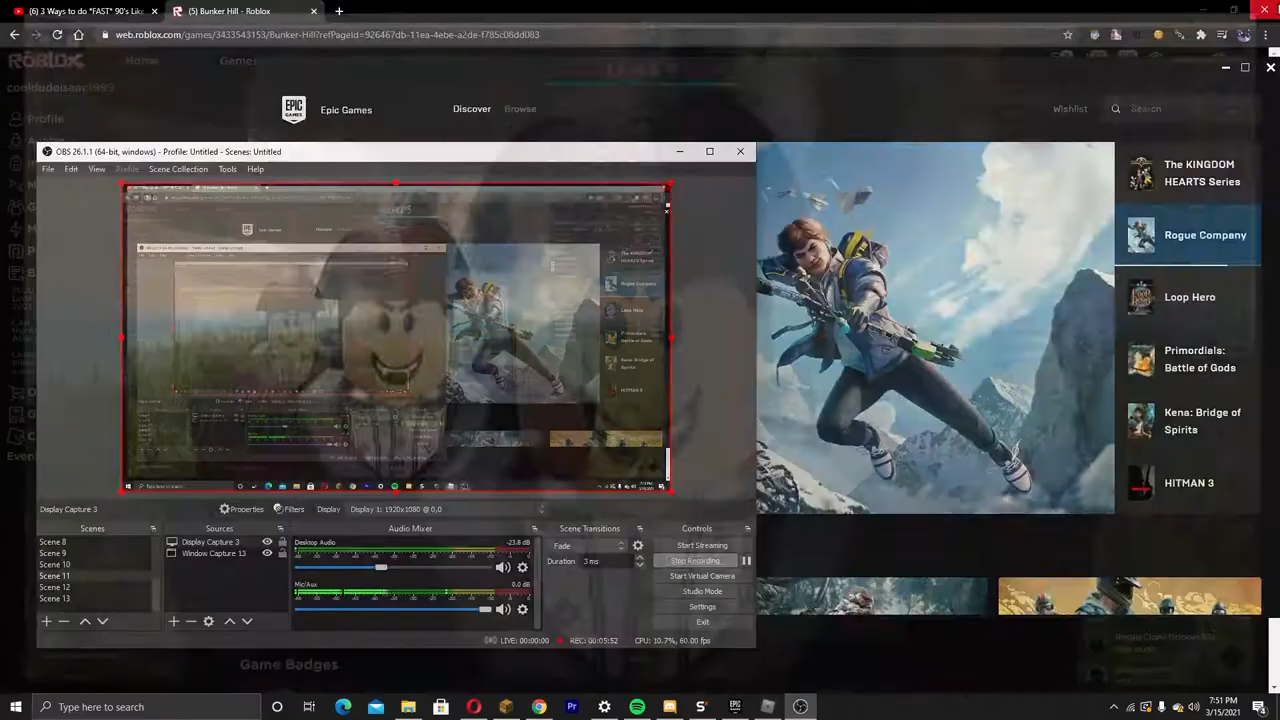 (6) 3 Ways to do *FAST* 90's Lik
(5) Bunker Hill - Roblox
web.roblox.com/games/3433543153/Bunker-Hill?refPageId=926467db-11ea-4ebe-a2de-f785c08dd083
ROBLOX Home Games
cooldudeisaac1999
Profile
EPIC GAMES Epic Games Discover Browse Wishlist Search
OBS 26.1.1 (64-bit, windows) - Profile: Untitled - Scenes: Untitled
File Edit View Profile Scene Collection Tools Help
The KINGDOM
HEARTS Series
Rogue Company
Loop Hero
Primordials:
Battle of Gods
Kena: Bridge of
Spirits
HITMAN 3
Display Capture 3 Properties Filters Display Display 1: 1920x1080 @ 0,0
Scenes Sources Audio Mixer Scene Transitions Controls
Scene 8
Scene 9
Scene 10
Scene 11
Scene 12
Scene 13
Display Capture 3
Window Capture 13
Desktop Audio -23.8 dB
Mic/Aux 0.0 dB
Fade
Duration 3 ms
Start Streaming
Stop Recording
Start Virtual Camera
Studio Mode
Settings
Exit
LIVE: 00:00:00 REC: 00:05:52 CPU: 10.7%, 60.00 fps
Game Badges
Type here to search
7:51 PM
3/15/2021